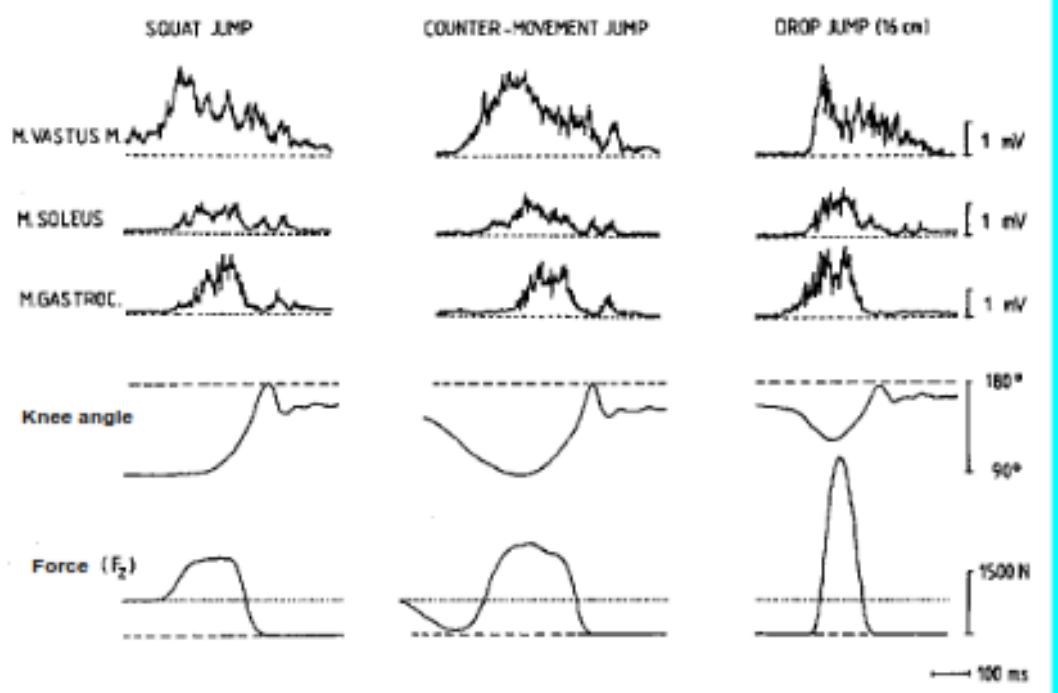 SQUAT JUMP COUNTER-MOVEMENT JUMP DROP JUMP (16 cm)
M. VASTUS M. 1 mV
M. SOLEUS 1 mV
M. GASTROC. 1 mV
180°
Knee angle
90°
Force (Fz) 1500 N
100 ms